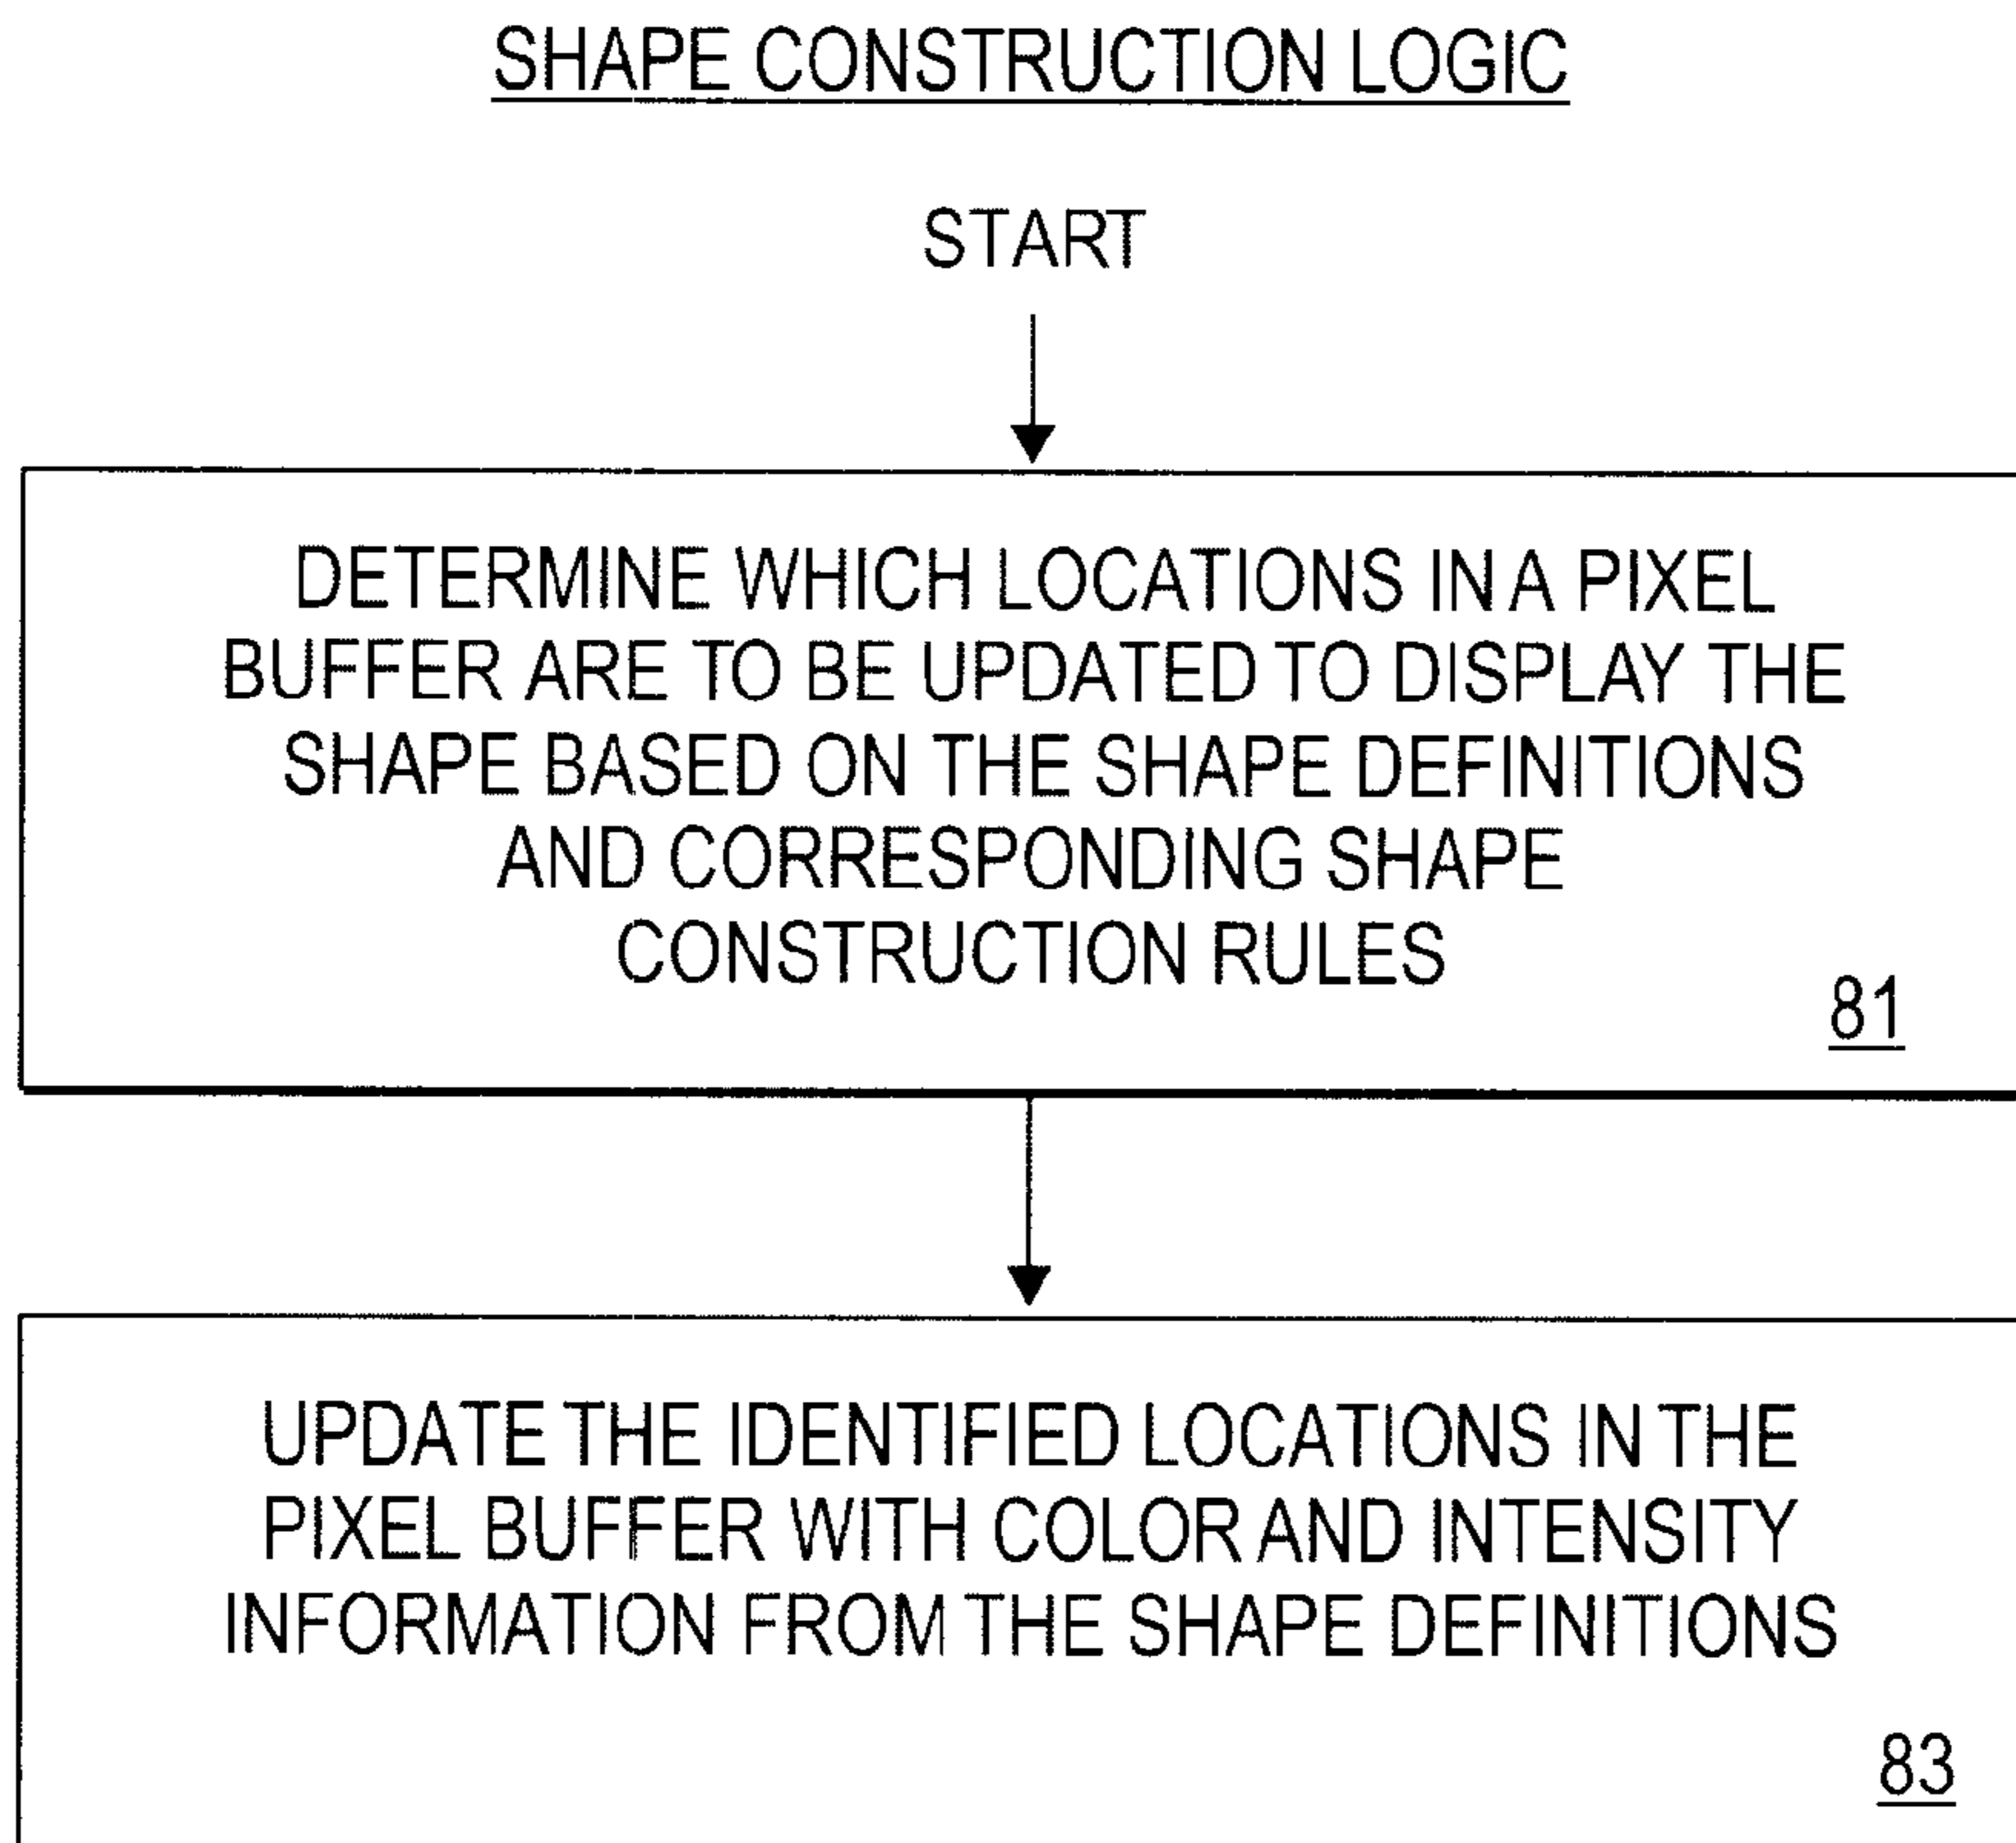 SHAPE CONSTRUCTION LOGIC
START
DETERMINE WHICH LOCATIONS IN A PIXEL
BUFFER ARE TO BE UPDATED TO DISPLAY THE
SHAPE BASED ON THE SHAPE DEFINITIONS
AND CORRESPONDING SHAPE
CONSTRUCTION RULES
81
UPDATE THE IDENTIFIED LOCATIONS IN THE
PIXEL BUFFER WITH COLOR AND INTENSITY
INFORMATION FROM THE SHAPE DEFINITIONS
83